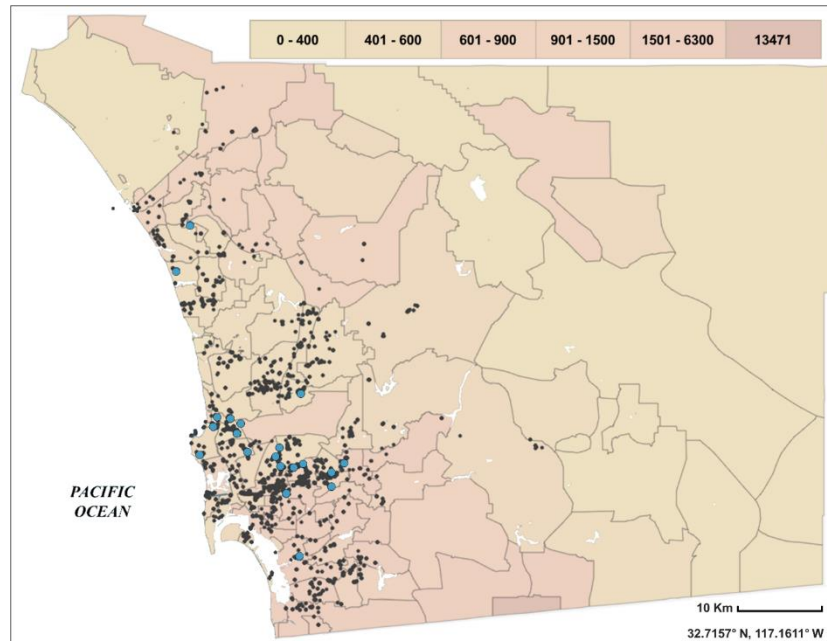 0 - 400 401 - 600 601 - 900 901 - 1500 1501 - 6300 13471
PACIFIC
OCEAN
10 Km
32.7157° N, 117.1611° W